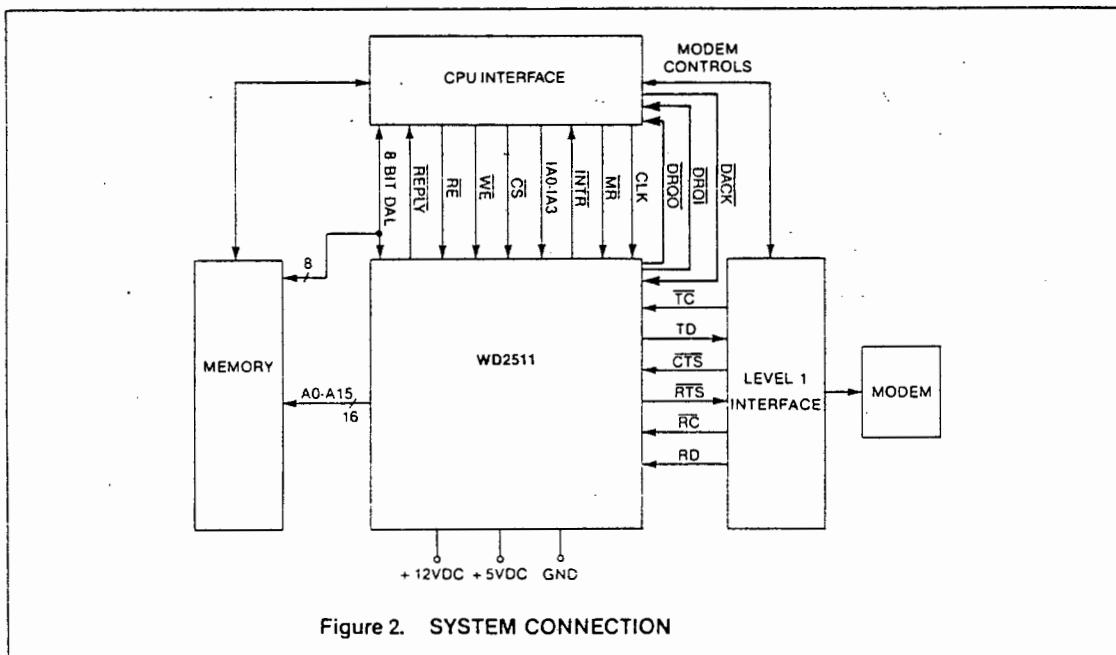 MODEM
CONTROLS
CPU INTERFACE
8 BIT DAL
REPLY
RE
WE
CS
IA0-IA3
INTR
MR
CLK
DRQO
DRQI
DACK
8
MEMORY
A0-A15
16
WD2511
TC
TD
CTS
RTS
RC
RD
LEVEL 1
INTERFACE
MODEM
+ 12VDC + 5VDC GND
Figure 2. SYSTEM CONNECTION